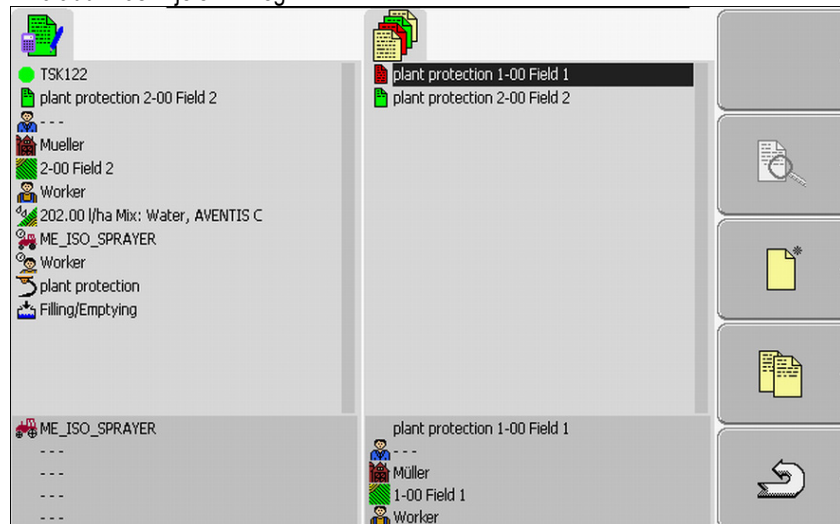 TSK122
plant protection 2-00 Field 2
---
Mueller
2-00 Field 2
Worker
202.00 l/ha Mix: Water, AVENTIS C
ME_ISO_SPRAYER
Worker
plant protection
Filling/Emptying
ME_ISO_SPRAYER
---
---
---
---
plant protection 1-00 Field 1
plant protection 2-00 Field 2
plant protection 1-00 Field 1
---
Müller
1-00 Field 1
Worker